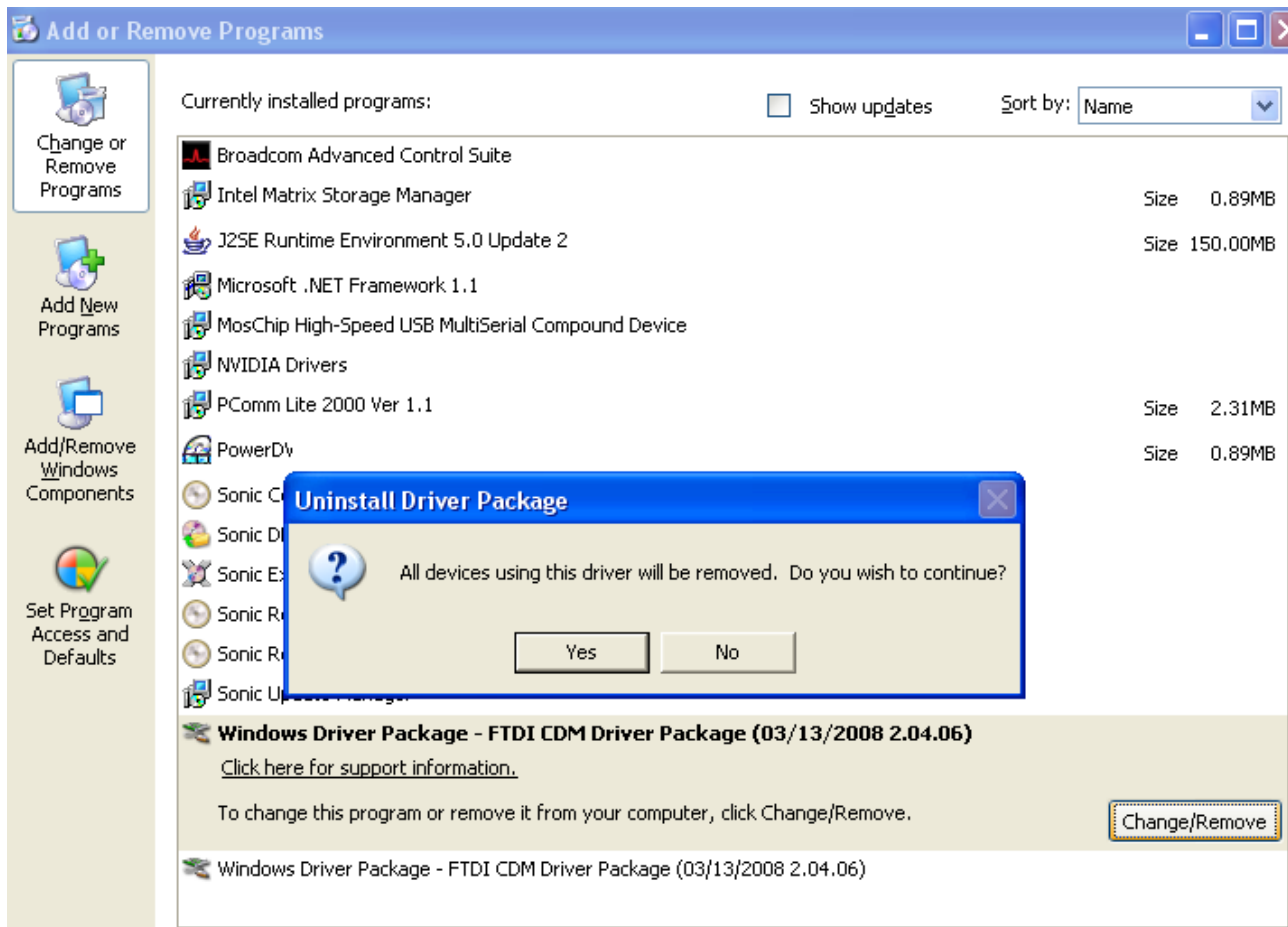 Add or Remove Programs
Change or
Remove
Programs
Add New
Programs
Add/Remove
Windows
Components
Set Program
Access and
Defaults
Currently installed programs:
Show updates
Sort by: Name
Broadcom Advanced Control Suite
Intel Matrix Storage Manager Size 0.89MB
J2SE Runtime Environment 5.0 Update 2 Size 150.00MB
Microsoft .NET Framework 1.1
MosChip High-Speed USB MultiSerial Compound Device
NVIDIA Drivers
PComm Lite 2000 Ver 1.1 Size 2.31MB
Size 0.89MB
Sonic
Sonic
Sonic
Sonic
Sonic
Sonic
Uninstall Driver Package
All devices using this driver will be removed. Do you wish to continue?
Yes No
Windows Driver Package - FTDI CDM Driver Package (03/13/2008 2.04.06)
Click here for support information.
To change this program or remove it from your computer, click Change/Remove.
Change/Remove
Windows Driver Package - FTDI CDM Driver Package (03/13/2008 2.04.06)